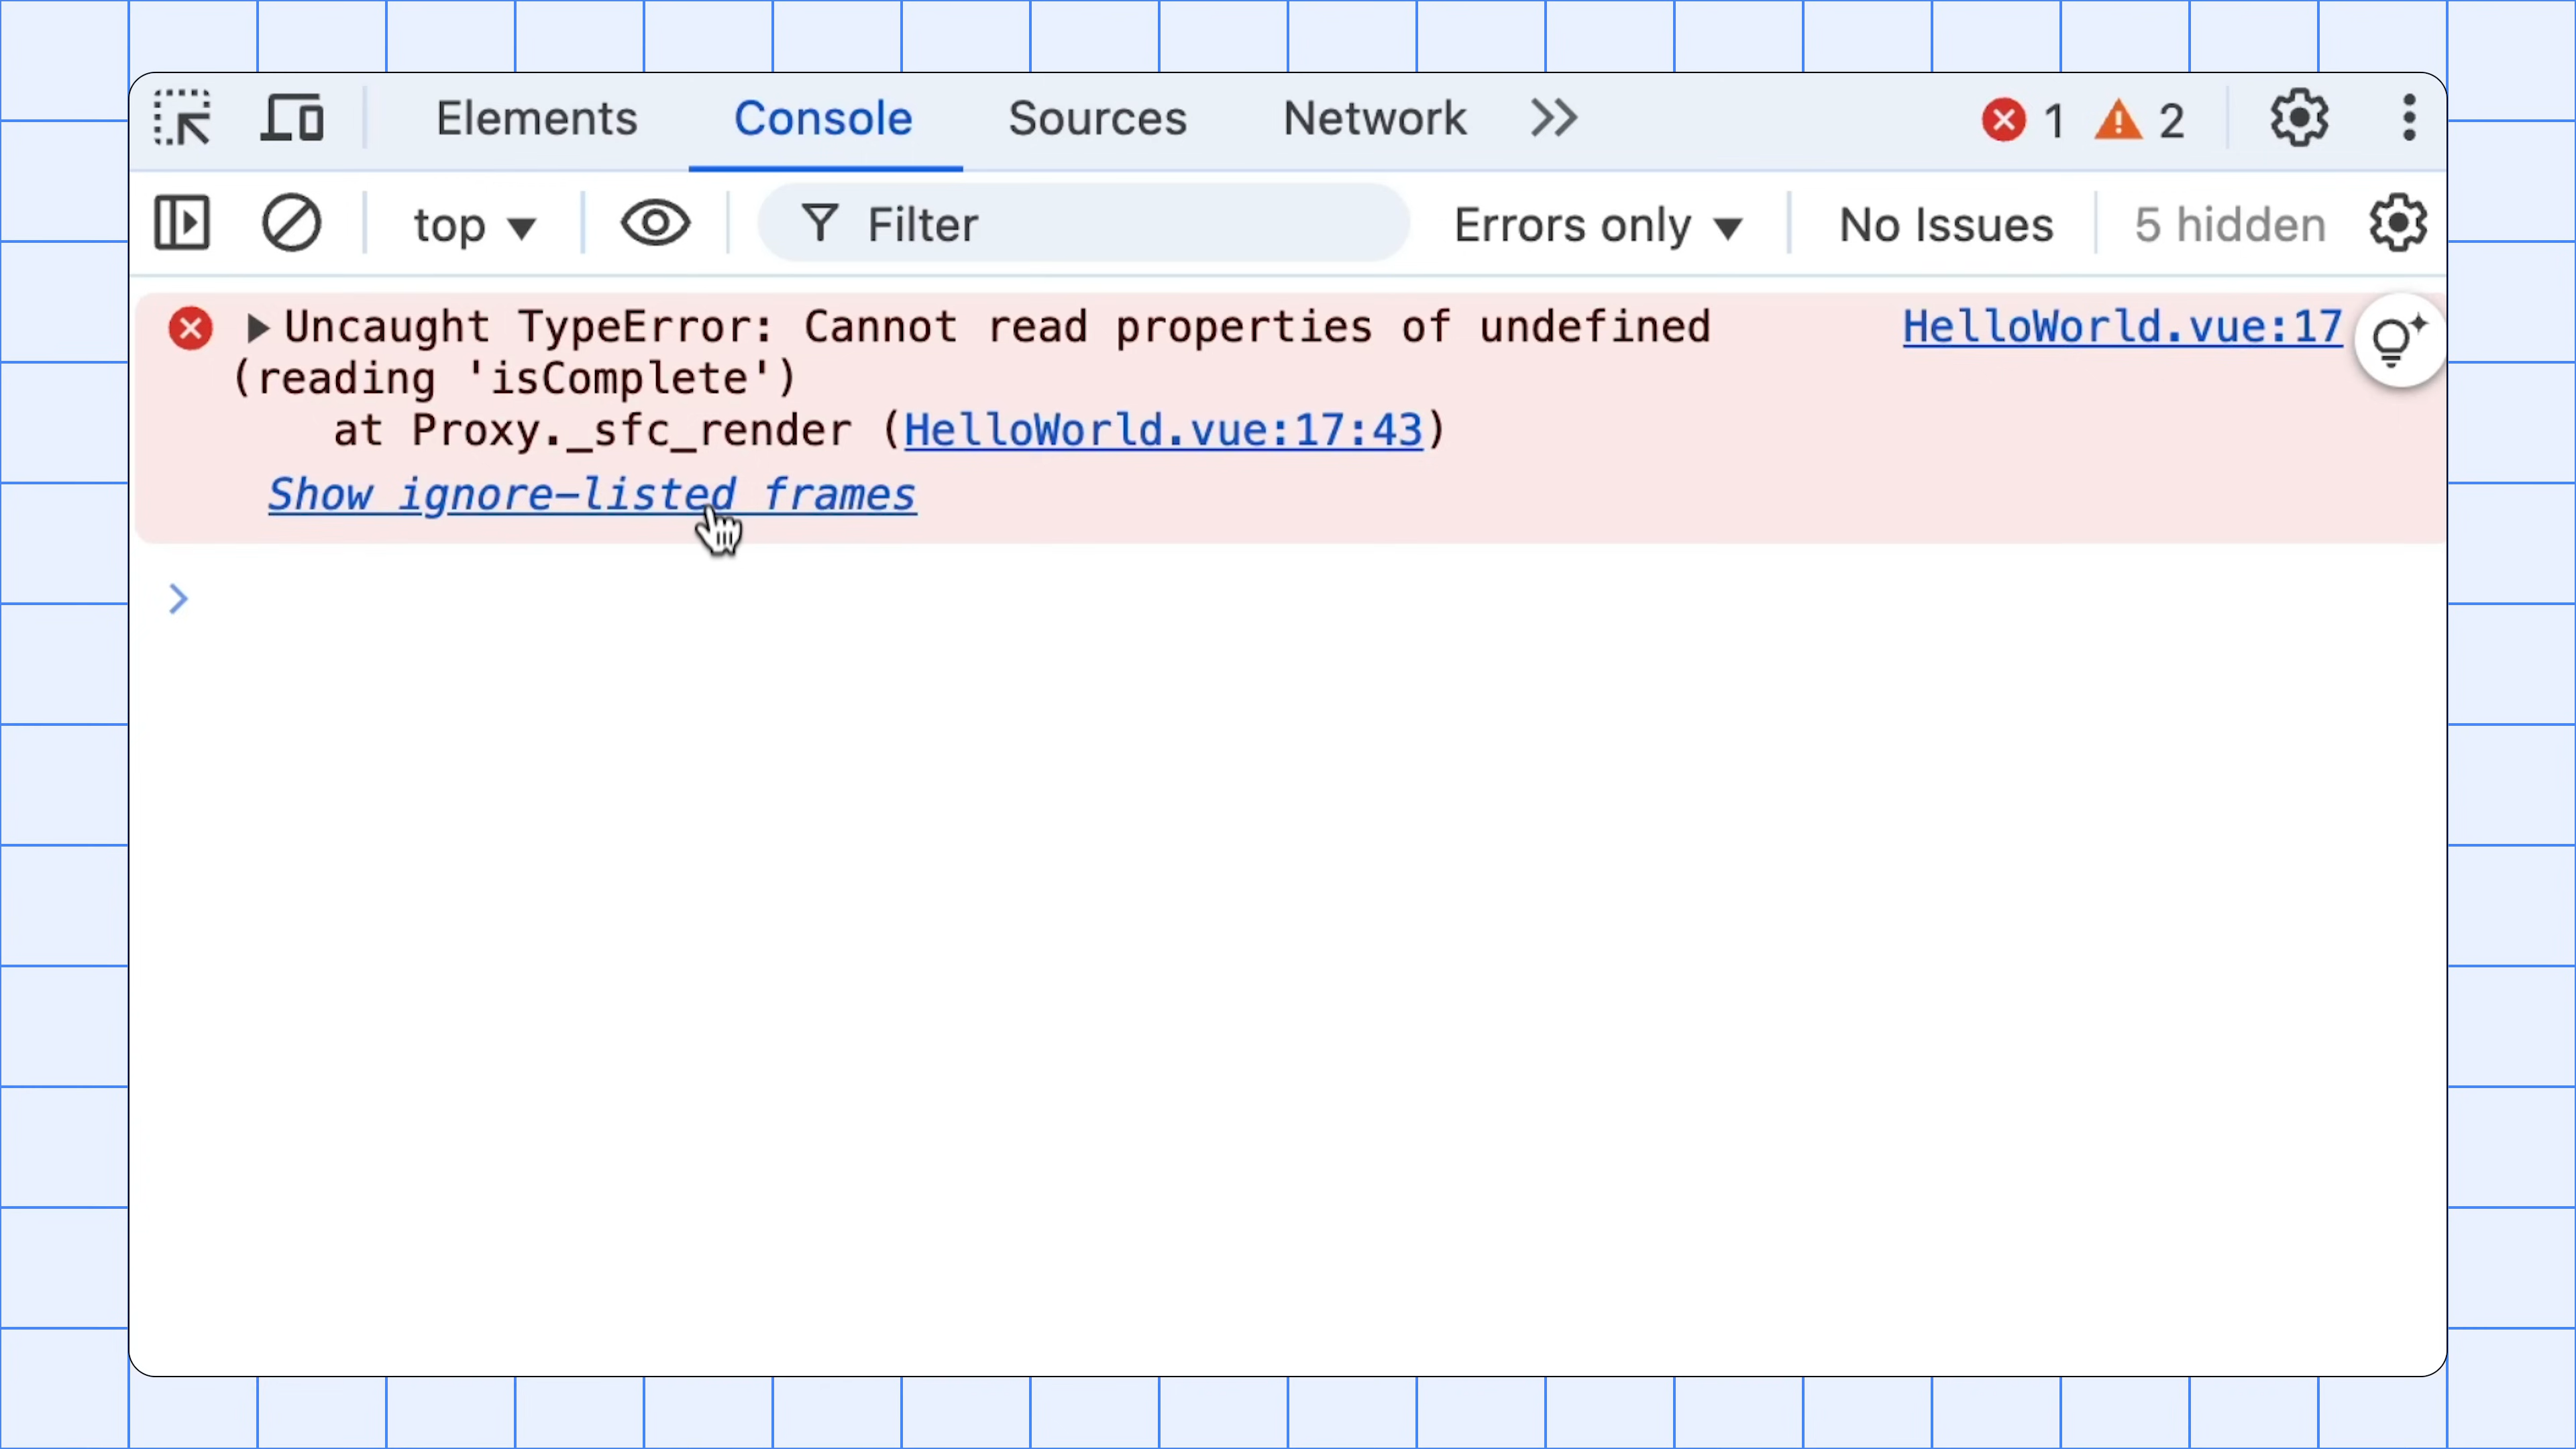 Elements Console Sources Network 1 2
top Filter Errors only No Issues 5 hidden
Uncaught TypeError: Cannot read properties of undefined HelloWorld.vue:17
(reading 'isComplete')
at Proxy._sfc_render (HelloWorld.vue:17:43)
Show ignore-listed frames